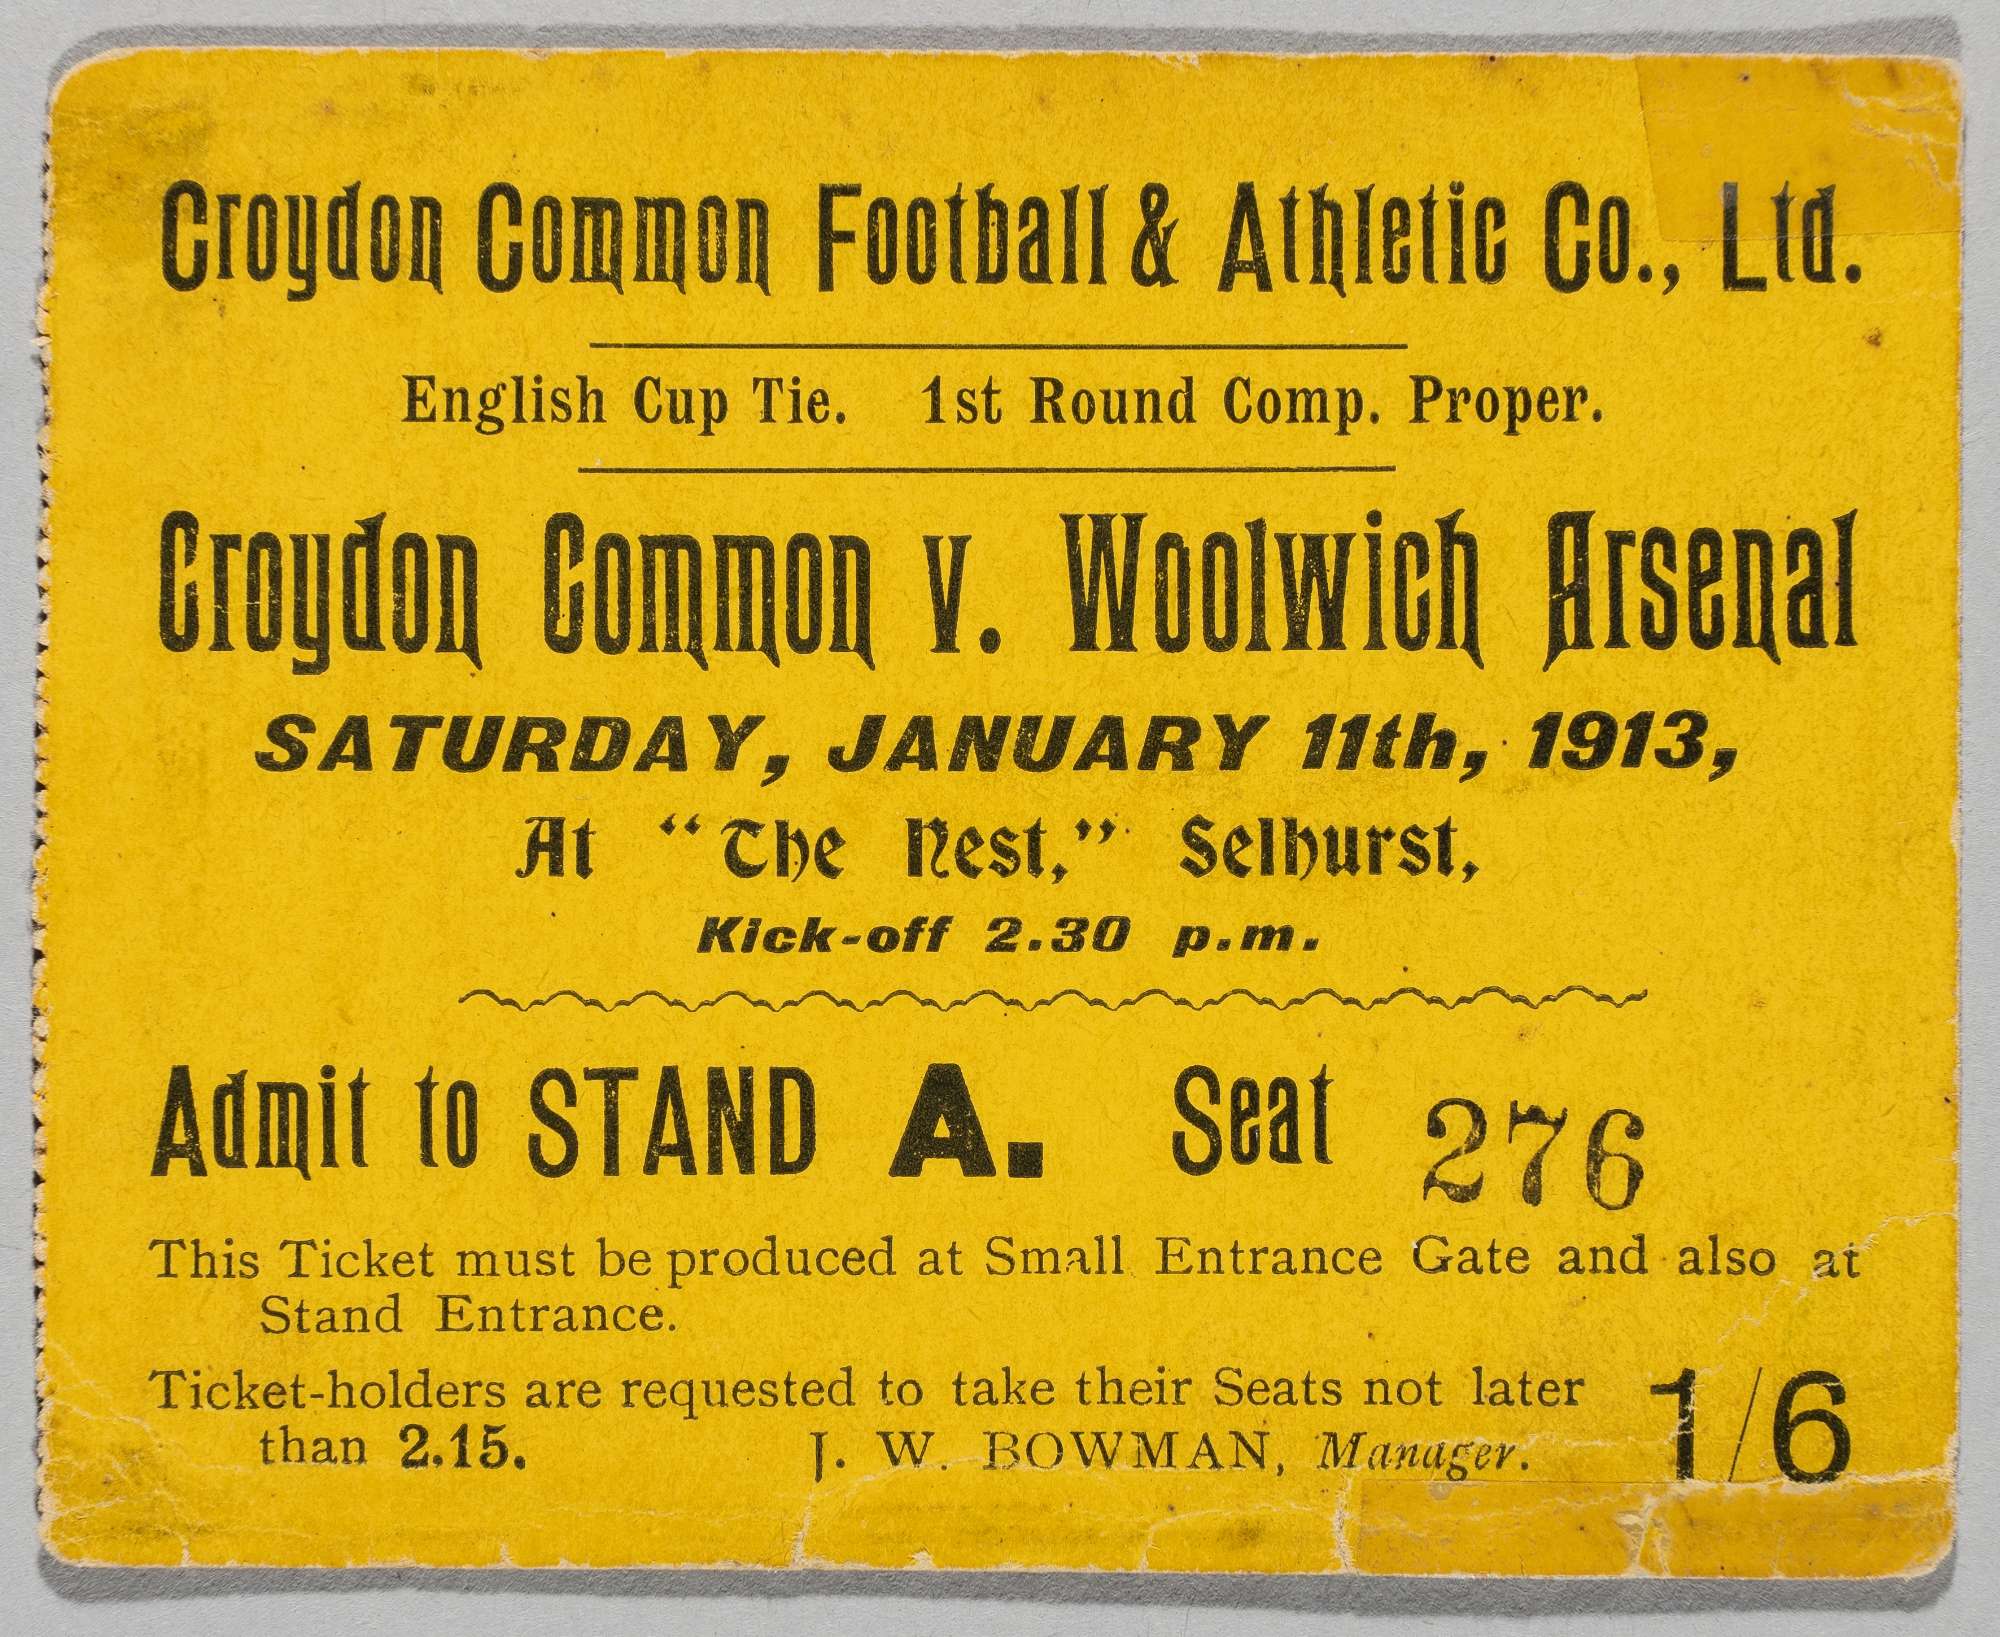 Croydon Common Football & Athletic Co., Ltd.
English Cup Tie. 1st Round Comp. Proper.
Croydon Common v. Woolwich Arsenal
SATURDAY, JANUARY 11th, 1913,
At "The Nest," Selhurst,
Kick-off 2.30 p.m.
Admit to STAND A. Seat 276
This Ticket must be produced at Small Entrance Gate and also at
Stand Entrance.
Ticket-holders are requested to take their Seats not later
than 2.15. J. W. BOWMAN, Manager. 1/6